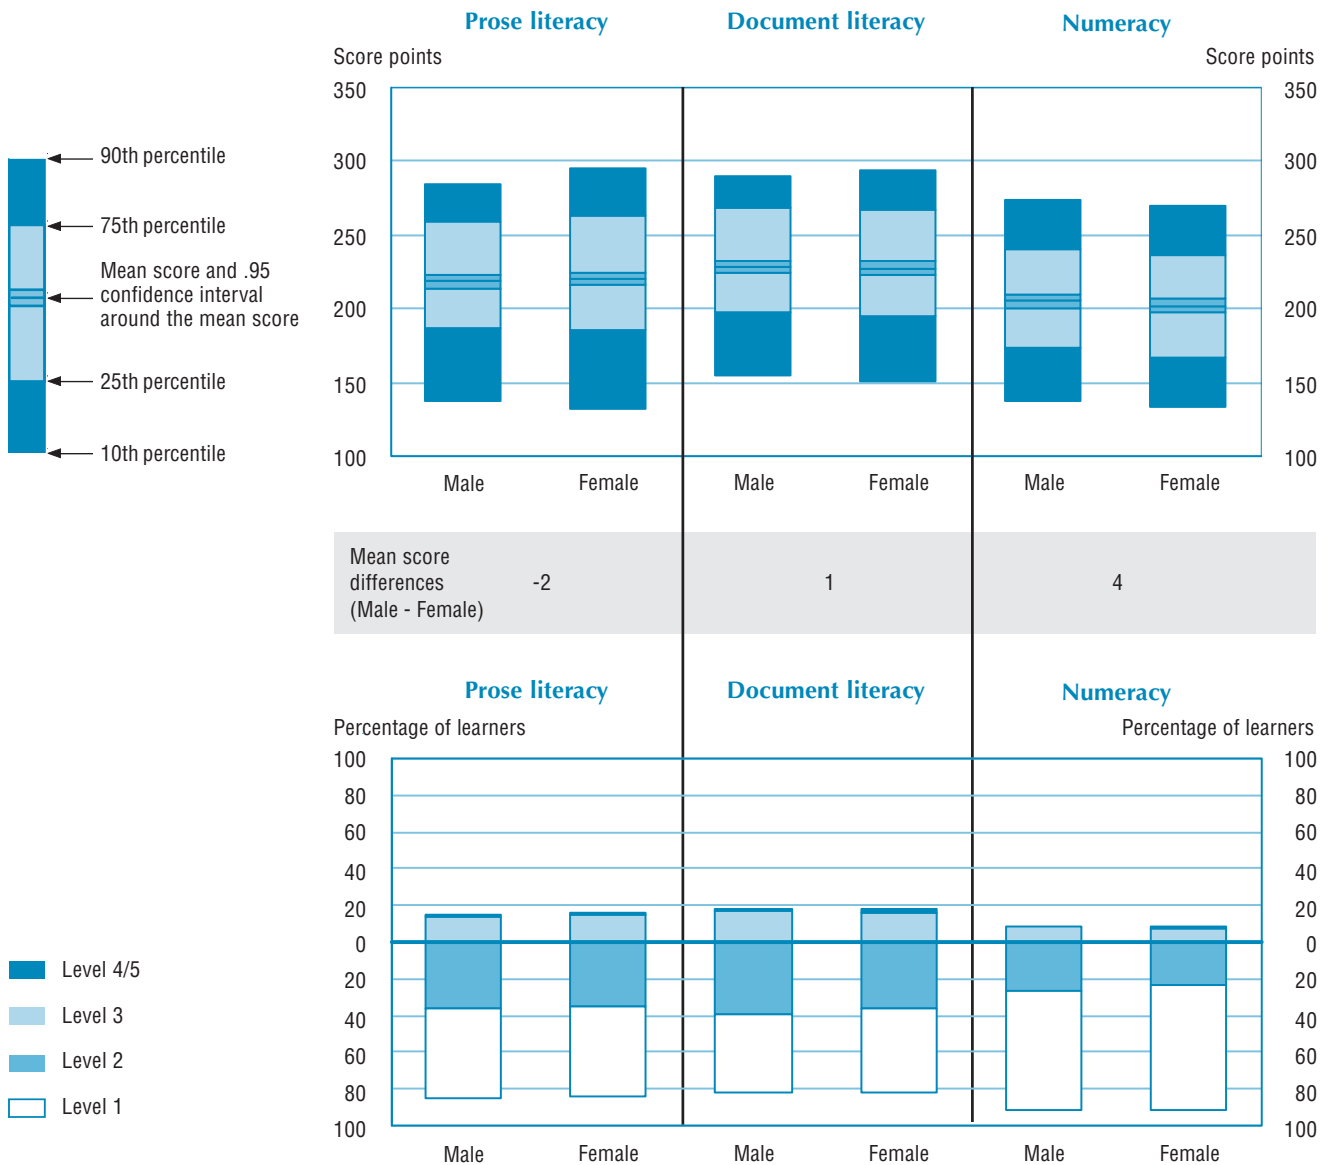 Prose literacy Document literacy Numeracy
Score points Score points
350 350
300 300
250 250
200 200
150 150
100 100
90th percentile
75th percentile
Mean score and .95
confidence interval
around the mean score
25th percentile
10th percentile
Male Female Male Female Male Female
Mean score
differences -2 1 4
(Male - Female)
Prose literacy Document literacy Numeracy
Percentage of learners Percentage of learners
100 100
80 80
60 60
40 40
20 20
0 0
20 20
40 40
60 60
80 80
100 100
Level 4/5
Level 3
Level 2
Level 1
Male Female Male Female Male Female